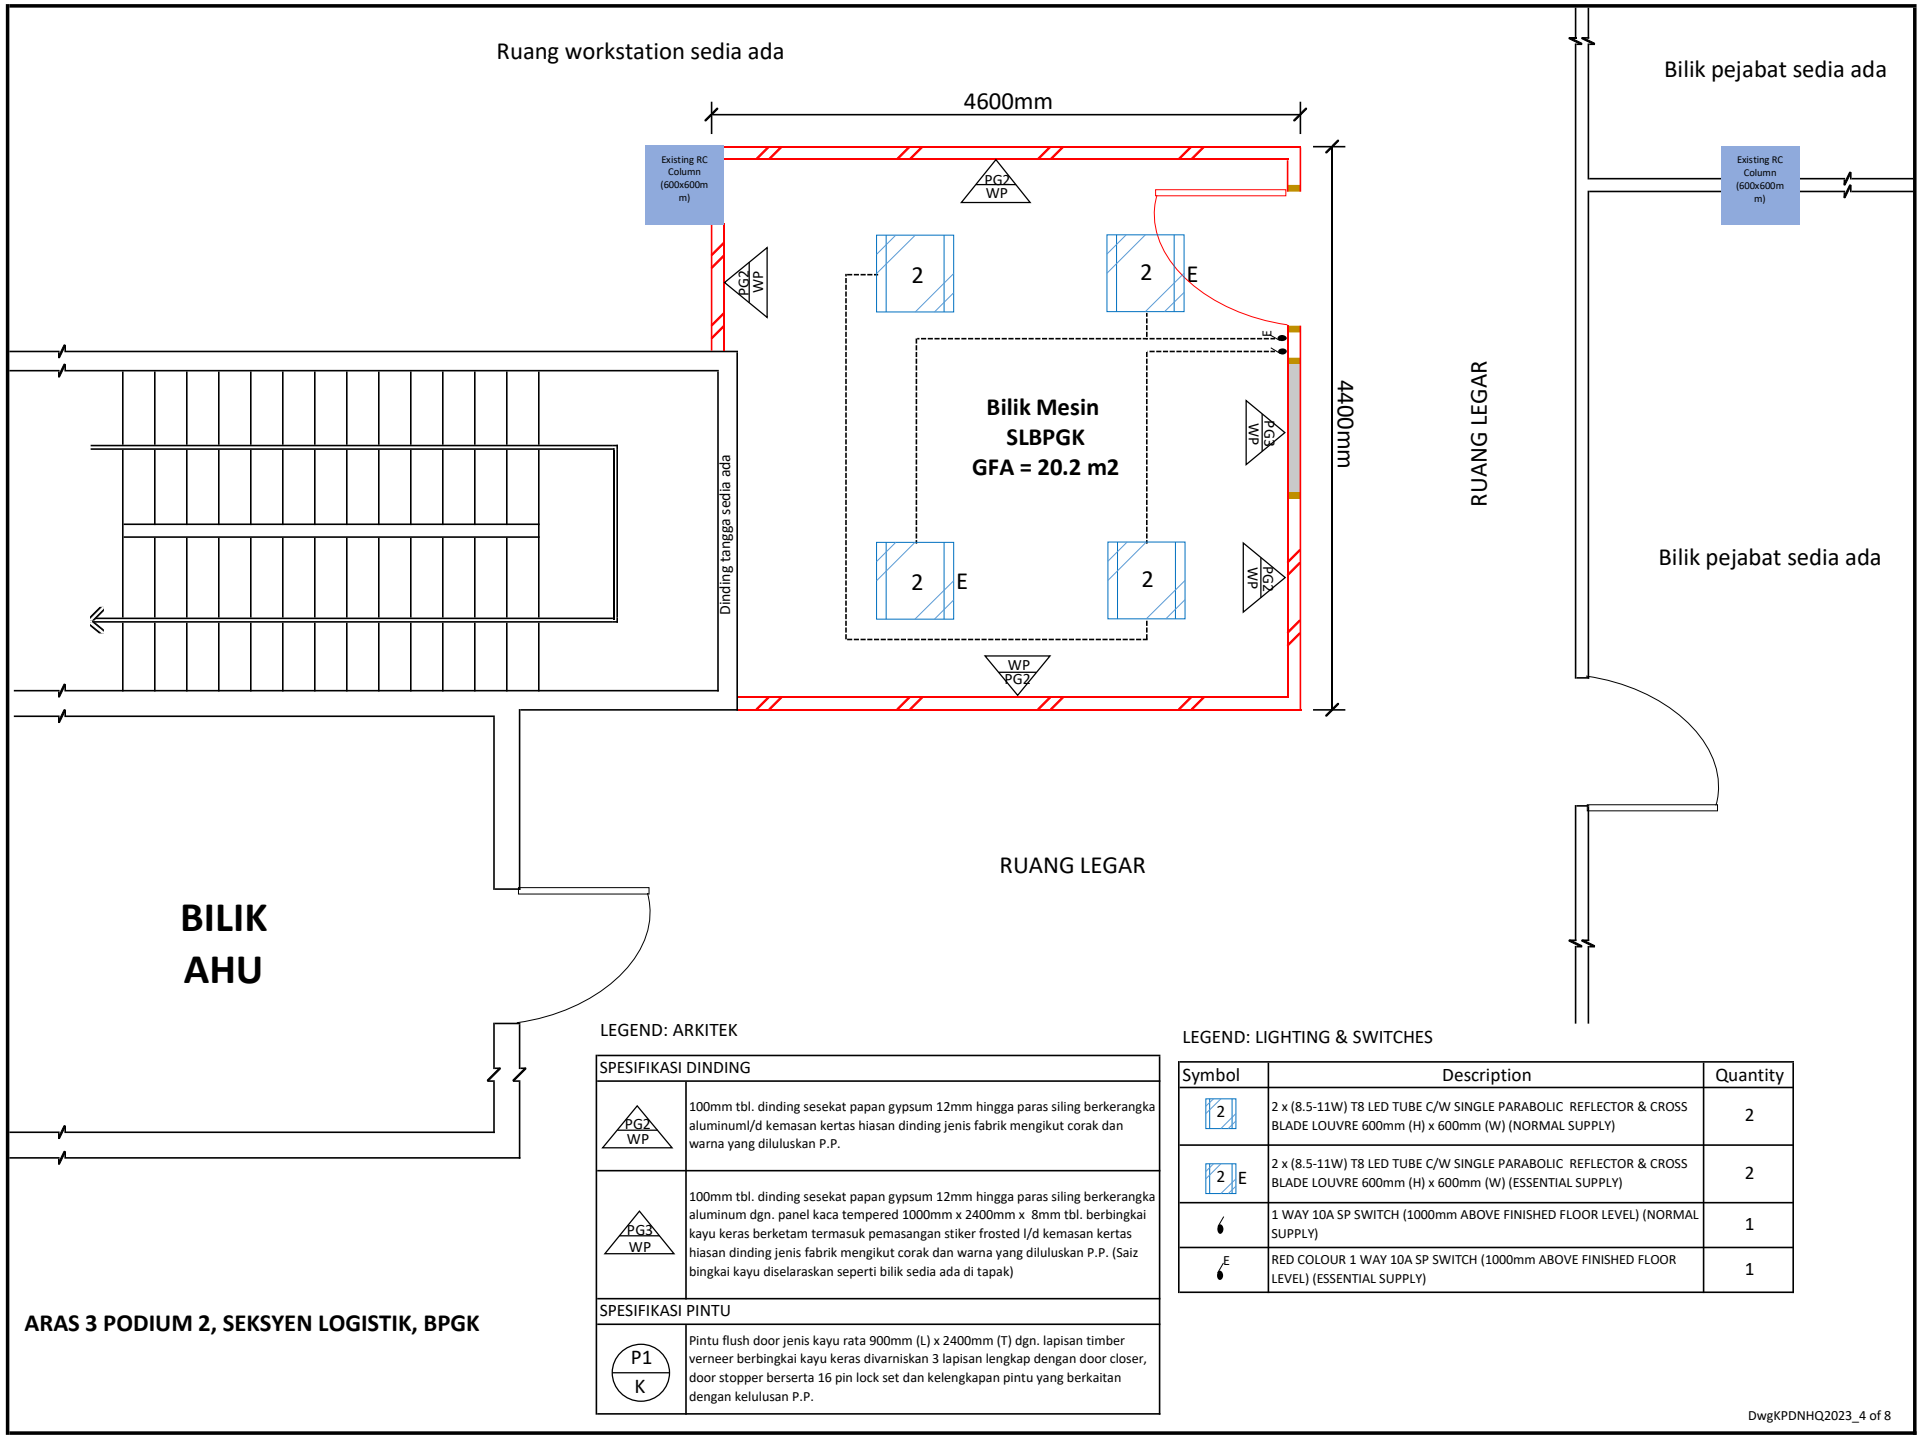 Ruang workstation sedia ada
Bilik pejabat sedia ada
4600mm
Existing RC
Column
(600x600m
m)
Existing RC
Column
(600x600m
m)
PG2
WP
PG2
WP
2
2
E
E
4400mm
RUANG LEGAR
Bilik Mesin
SLBPGK
GFA = 20.2 m2
PG3
WP
Dinding tangga sedia ada
Bilik pejabat sedia ada
2
E
2
PG2
WP
WP
PG2
RUANG LEGAR
BILIK
AHU
LEGEND: ARKITEK
SPESIFIKASI DINDING
PG2
WP
100mm tbl. dinding sesekat papan gypsum 12mm hingga paras siling berkerangka
aluminuml/d kemasan kertas hiasan dinding jenis fabrik mengikut corak dan
warna yang diluluskan P.P.
PG3
WP
100mm tbl. dinding sesekat papan gypsum 12mm hingga paras siling berkerangka
aluminum dgn. panel kaca tempered 1000mm x 2400mm x 8mm tbl. berbingkai
kayu keras berketam termasuk pemasangan stiker frosted l/d kemasan kertas
hiasan dinding jenis fabrik mengikut corak dan warna yang diluluskan P.P. (Saiz
bingkai kayu diselaraskan seperti bilik sedia ada di tapak)
SPESIFIKASI PINTU
P1
K
Pintu flush door jenis kayu rata 900mm (L) x 2400mm (T) dgn. lapisan timber
verneer berbingkai kayu keras divarniskan 3 lapisan lengkap dengan door closer,
door stopper berserta 16 pin lock set dan kelengkapan pintu yang berkaitan
dengan kelulusan P.P.
LEGEND: LIGHTING & SWITCHES
Symbol Description Quantity
2
2 x (8.5-11W) T8 LED TUBE C/W SINGLE PARABOLIC REFLECTOR & CROSS
BLADE LOUVRE 600mm (H) x 600mm (W) (NORMAL SUPPLY)
2
2 E
2 x (8.5-11W) T8 LED TUBE C/W SINGLE PARABOLIC REFLECTOR & CROSS
BLADE LOUVRE 600mm (H) x 600mm (W) (ESSENTIAL SUPPLY)
2
1 WAY 10A SP SWITCH (1000mm ABOVE FINISHED FLOOR LEVEL) (NORMAL
SUPPLY)
1
E
RED COLOUR 1 WAY 10A SP SWITCH (1000mm ABOVE FINISHED FLOOR
LEVEL) (ESSENTIAL SUPPLY)
1
ARAS 3 PODIUM 2, SEKSYEN LOGISTIK, BPGK
DwgKPDNHQ2023_4 of 8